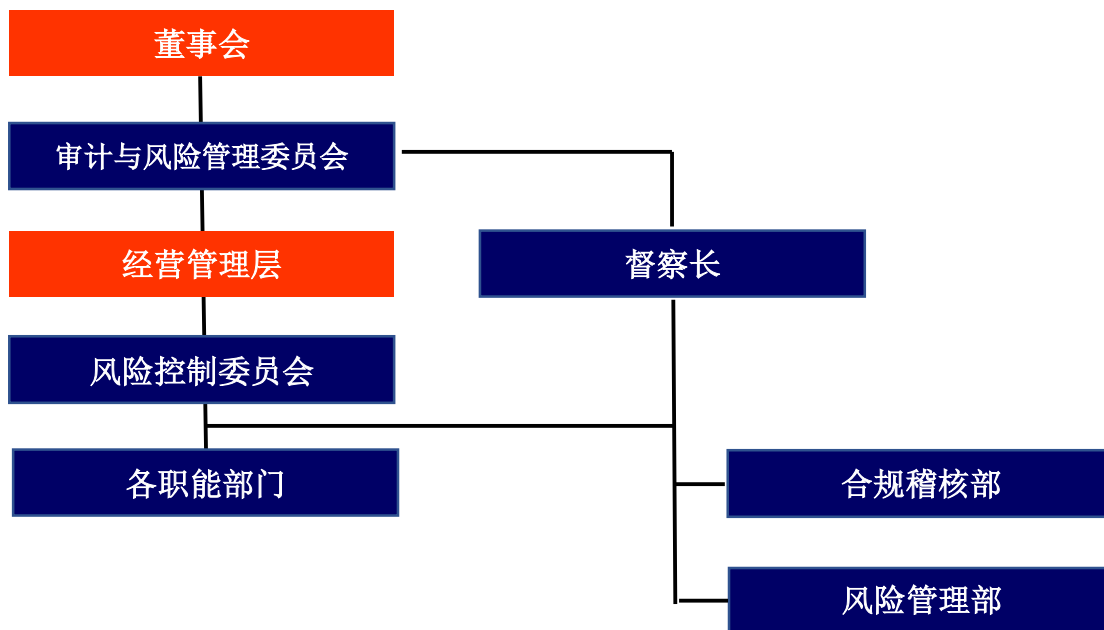 董事会
审计与风险管理委员会
经营管理层
督察长
风险控制委员会
各职能部门
合规稽核部
风险管理部